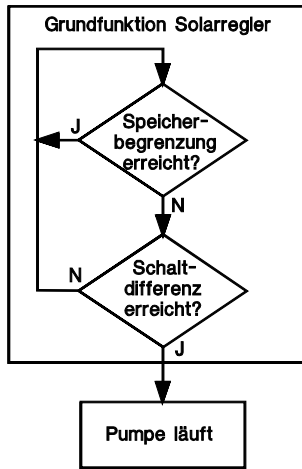 Grundfunktion Solarregler
J
Speicher-
begrenzung
erreicht?
N
N
Schalt-
differenz
erreicht?
J
Pumpe läuft